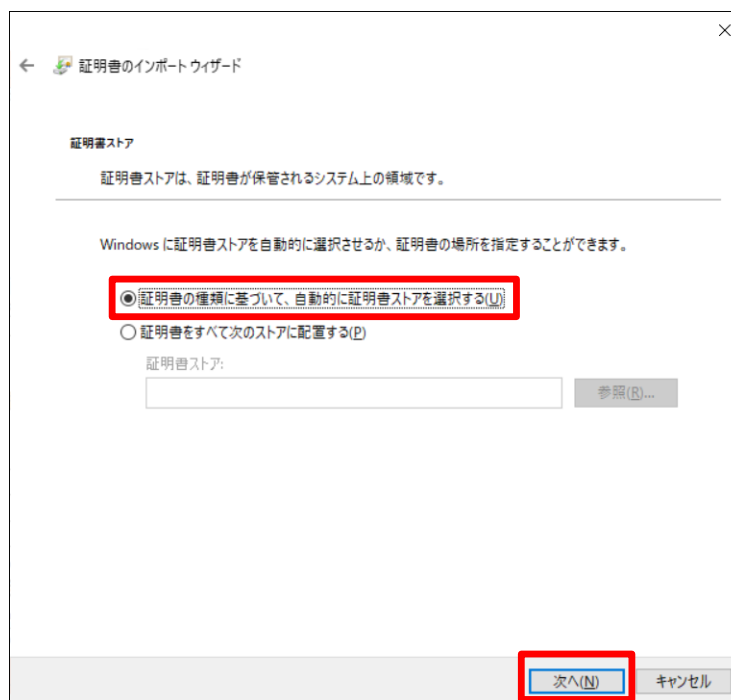 証明書のインポート ウィザード
証明書ストア
証明書ストアは、証明書が保管されるシステム上の領域です。
Windows に証明書ストアを自動的に選択させるか、証明書の場所を指定することができます。
証明書の種類に基づいて、自動的に証明書ストアを選択する(U)
証明書をすべて次のストアに配置する(P)
証明書ストア:
参照(R)...
次へ(N) キャンセル